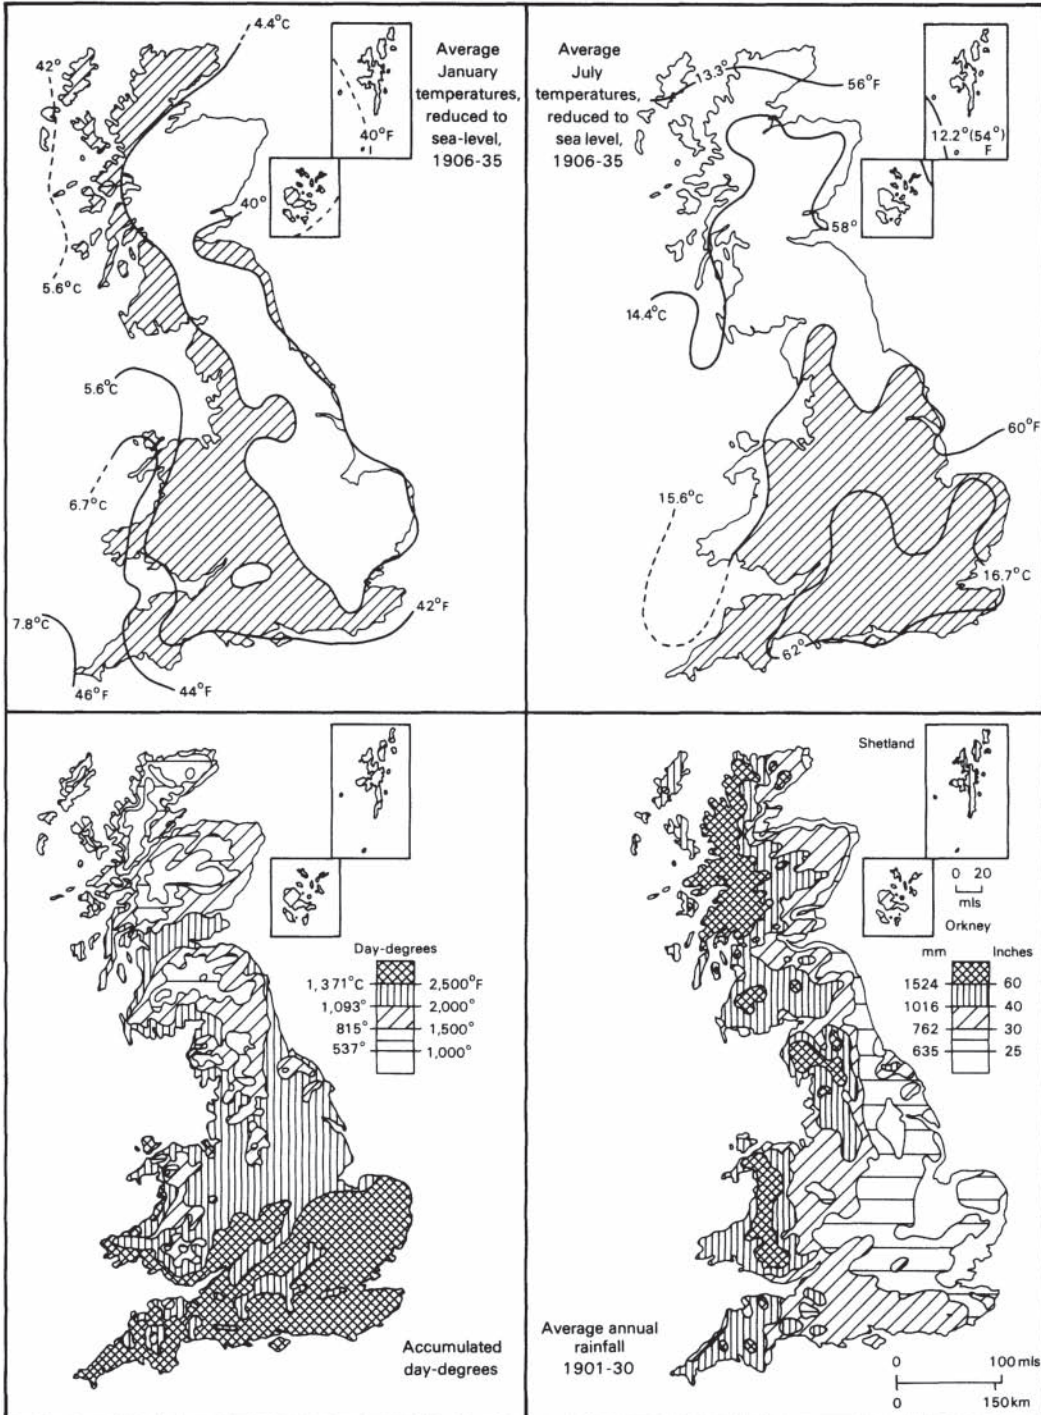 4.4°C
42°
Average
January
temperatures,
reduced to
sea-level,
1906-35
40°F
40°
5.6°C
5.6°C
6.7°C
7.8°C
42°F
46°F
44°F
Average
July
temperatures,
reduced to
sea level,
1906-35
13.3°
56°F
12.2°(54°)
F
58°
14.4°C
60°F
15.6°C
16.7°C
62°
Day-degrees
1,371°C 2,500°F
1,093° 2,000°
815° 1,500°
537° 1,000°
Accumulated
day-degrees
Shetland
0 20
mls
Orkney
mm Inches
1524 60
1016 40
762 30
635 25
Average annual
rainfall
1901-30
0 100 mls
0 150 km